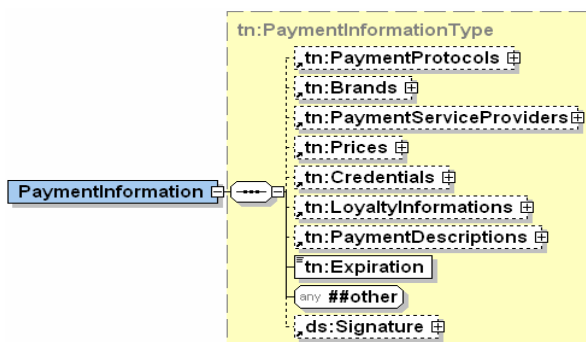 tn:PaymentInformationType
tn:PaymentProtocols
tn:Brands
tn:PaymentServiceProviders
tn:Prices
PaymentInformation
tn:Credentials
tn:LoyaltyInformations
tn:PaymentDescriptions
tn:Expiration
any ##other
ds:Signature